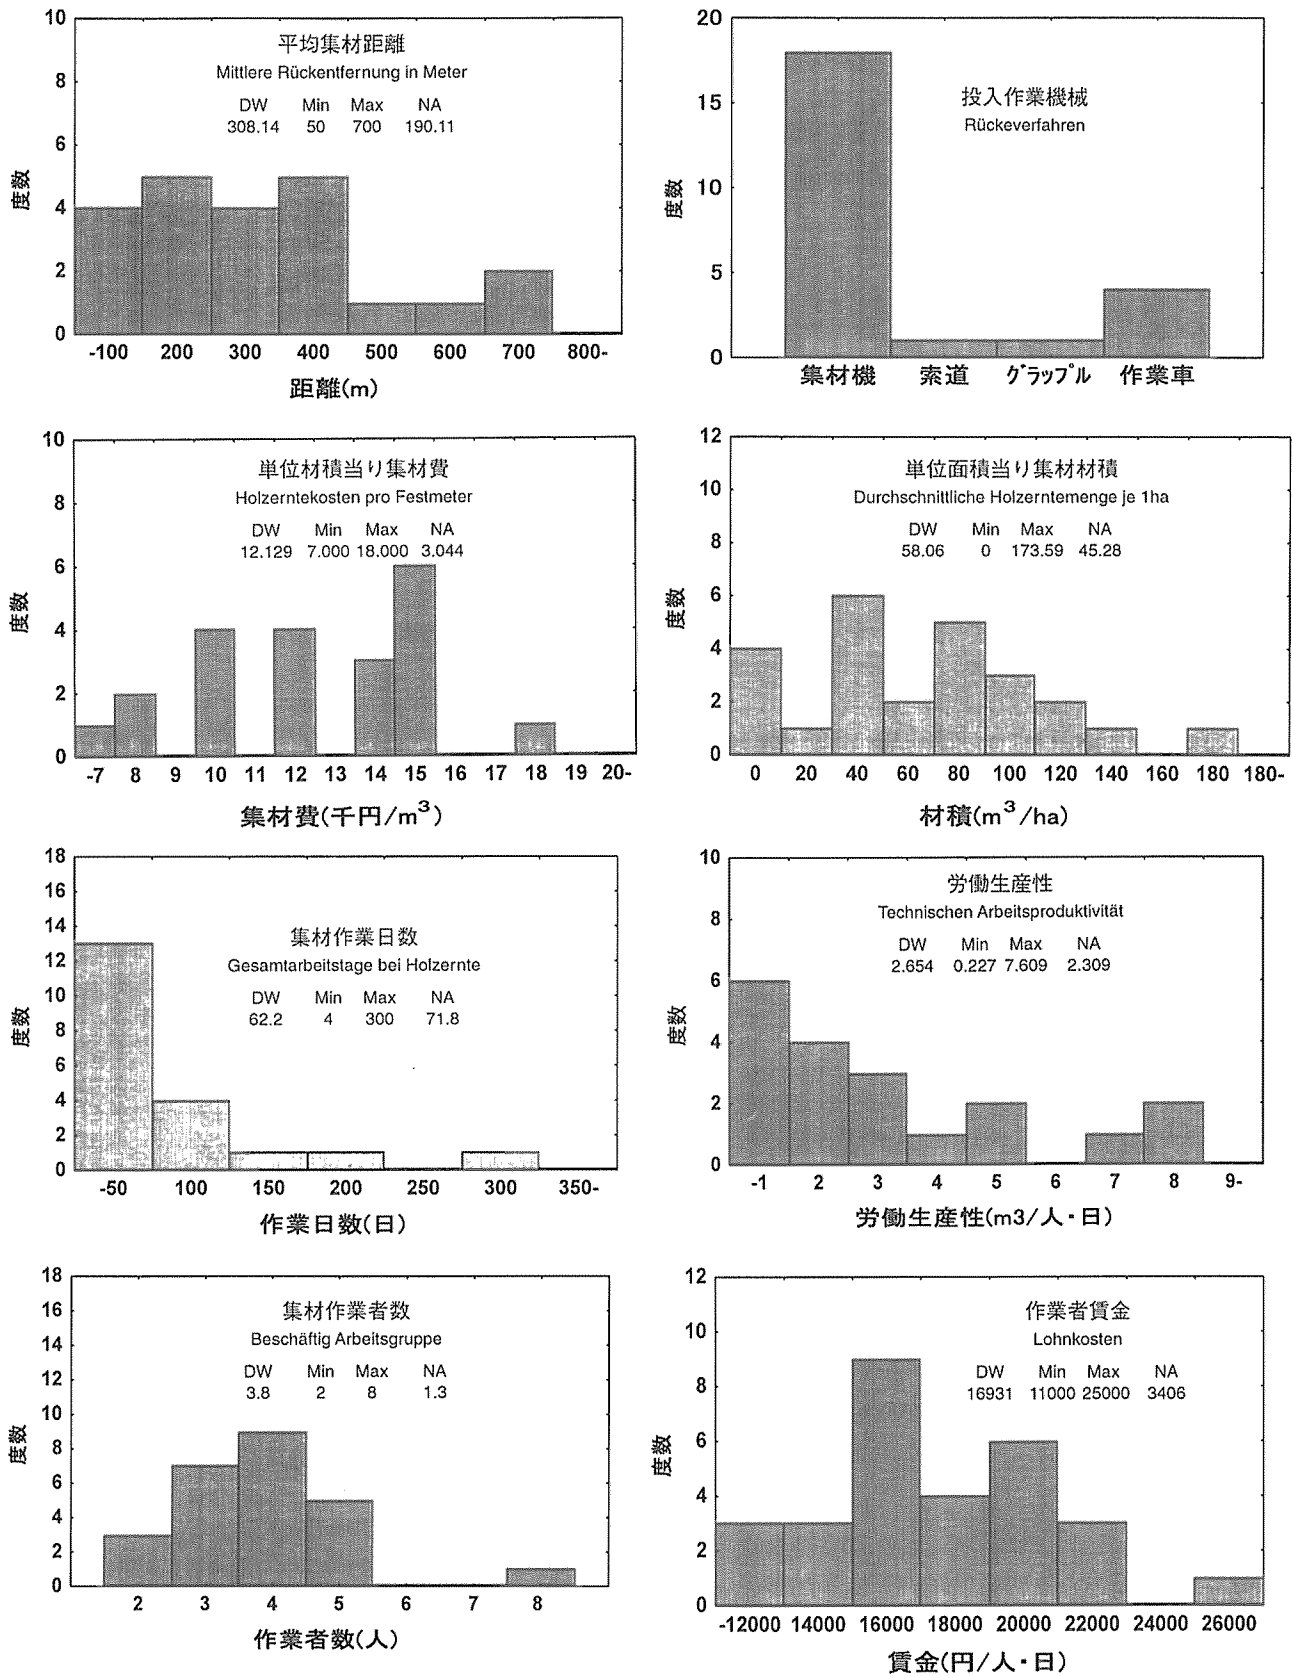 平均集材距離
Mittlere Rückentfernung in Meter
DW Min Max NA
308.14 50 700 190.11
10
8
6
4
2
0
度数
-100 200 300 400 500 600 700 800-
距離(m)
投入作業機械
Rückeverfahren
20
15
10
5
0
度数
集材機 索道 グラップル 作業車
単位材積当り集材費
Holzerntekosten pro Festmeter
DW Min Max NA
12.129 7.000 18.000 3.044
10
8
6
4
2
0
度数
-7 8 9 10 11 12 13 14 15 16 17 18 19 20-
集材費(千円/m³)
単位面積当り集材材積
Durchschnittliche Holzerntemenge je 1ha
DW Min Max NA
58.06 0 173.59 45.28
12
10
8
6
4
2
0
度数
0 20 40 60 80 100 120 140 160 180 180-
材積(m³/ha)
集材作業日数
Gesamtarbeitstage bei Holzernte
DW Min Max NA
62.2 4 300 71.8
18
16
14
12
10
8
6
4
2
0
度数
-50 100 150 200 250 300 350-
作業日数(日)
労働生産性
Technischen Arbeitsproduktivität
DW Min Max NA
2.654 0.227 7.609 2.309
10
8
6
4
2
0
度数
-1 2 3 4 5 6 7 8 9-
労働生産性(m3/人・日)
集材作業者数
Beschäftig Arbeitsgruppe
DW Min Max NA
3.8 2 8 1.3
18
16
14
12
10
8
6
4
2
0
度数
2 3 4 5 6 7 8
作業者数(人)
作業者賃金
Lohnkosten
DW Min Max NA
16931 11000 25000 3406
12
10
8
6
4
2
0
度数
-12000 14000 16000 18000 20000 22000 24000 26000
賃金(円/人・日)